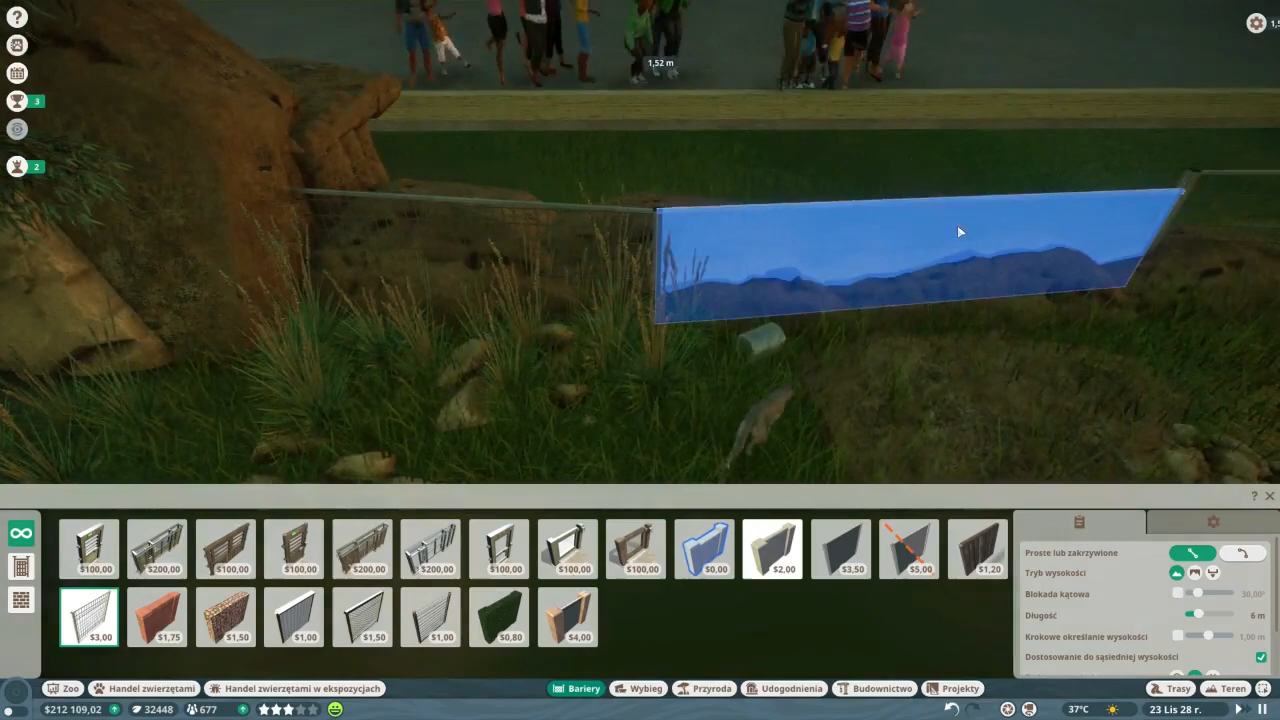 ?
1,5
3
2
1,52 m
? ×
$100,00 $200,00 $100,00 $100,00 $200,00 $200,00 $100,00 $100,00 $100,00 $0,00 $2,00 $3,50 $5,00 $1,20
$3,00 $1,75 $1,50 $1,00 $1,50 $1,00 $0,80 $4,00
Proste lub zakrzywione
Tryb wysokości
Blokada kątowa 30,00°
Długość 6 m
Krokowe określanie wysokości 1,00 m
Dostosowanie do sąsiedniej wysokości
Zoo Handel zwierzętami Handel zwierzętami w ekspozycjach Bariery Wybieg Przyroda Udogodnienia Budownictwo Projekty Trasy Teren
$212 109,02 32448 677 37°C 23 Lis 28 r.